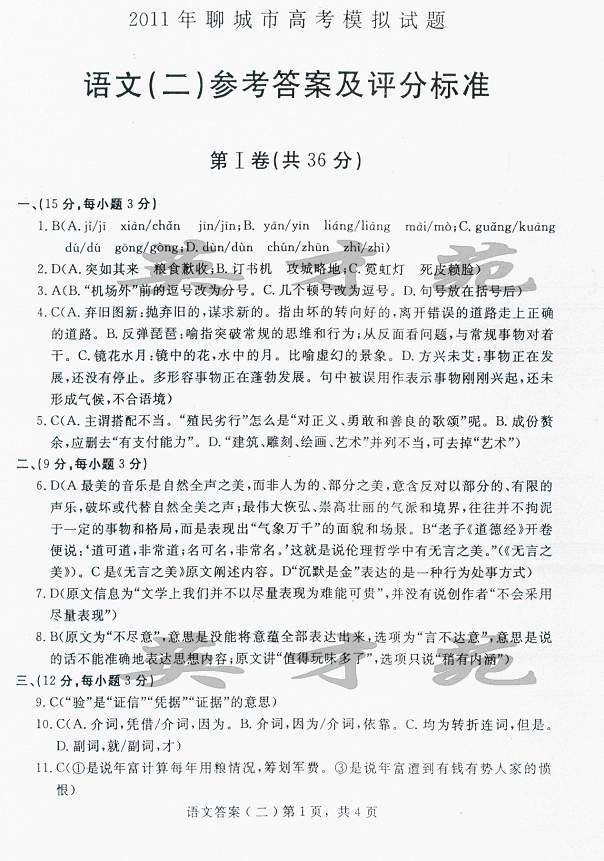 2011年聊城市高考模拟试题
语文(二)参考答案及评分标准
第Ⅰ卷(共36分)
一、(15分,每小题3分)
1. B(A. jī/jí xiān/chǎn jīn/jìn; B. yān/yīn liáng/liàng mài/mò; C. guǎng/kuàng
dú/dú gōng/gòng; D. dùn/dùn chún/zhūn zhī/zhì)
2. D(A. 突如其来 粮食歉收;B. 订书机 攻城略地;C. 霓虹灯 死皮赖脸)
3. A(B. “机场外”前的逗号改为分号。C. 几个顿号改为逗号。D. 句号放在括号后)
4. C(A. 弃旧图新:抛弃旧的,谋求新的。指由坏的转向好的,离开错误的道路走上正确
的道路。B. 反弹琵琶:喻指突破常规的思维和行为;从反面看问题,与常规事物对着
干。C. 镜花水月:镜中的花,水中的月。比喻虚幻的景象。D. 方兴未艾:事物正在发
展,还没有停止。多形容事物正在蓬勃发展。句中被误用作表示事物刚刚兴起,还未
形成气候,不合语境)
5. C(A. 主谓搭配不当。“殖民劣行”怎么是“对正义、勇敢和善良的歌颂”呢。B. 成份赘
余,应删去“有支付能力”。D. “建筑、雕刻、绘画、艺术”并列不当,可去掉“艺术”)
二、(9分,每小题3分)
6. D(A 最美的音乐是自然全声之美,而非人为的、部分之美,意含反对以部分的、有限的
声乐,破坏或代替自然全美之声;最伟大恢弘、崇高壮丽的气派和境界,往往并不拘泥
于一定的事物和格局,而是表现出“气象万千”的面貌和场景。B“老子《道德经》开卷
便说:‘道可道,非常道;名可名,非常名。’这就是说伦理哲学中有无言之美。”(《无言之
美》)。C 是《无言之美》原文阐述内容。D“沉默是金”表达的是一种行为处事方式)
7. D(原文信息为“文学上我们并不以尽量表现为难能可贵”,并没有说创作者“不会采用
尽量表现”)
8. B(原文为“不尽意”,意思是没能将意蕴全部表达出来,选项为“言不达意”,意思是说
的话不能准确地表达思想内容;原文讲“值得玩味多了”,选项只说“稍有内涵”)
三、(12分,每小题3分)
9. C(“验”是“证信”“凭据”“证据”的意思)
10. C(A. 介词,凭借/介词,因为。B. 介词,因为/介词,依靠。C. 均为转折连词,但是。
D. 副词,就/副词,才)
11. C(①是说年富计算每年用粮情况,筹划军费。③是说年富遭到有钱有势人家的愤
恨)
语文答案(二)第1页,共4页
英才苑
英才苑